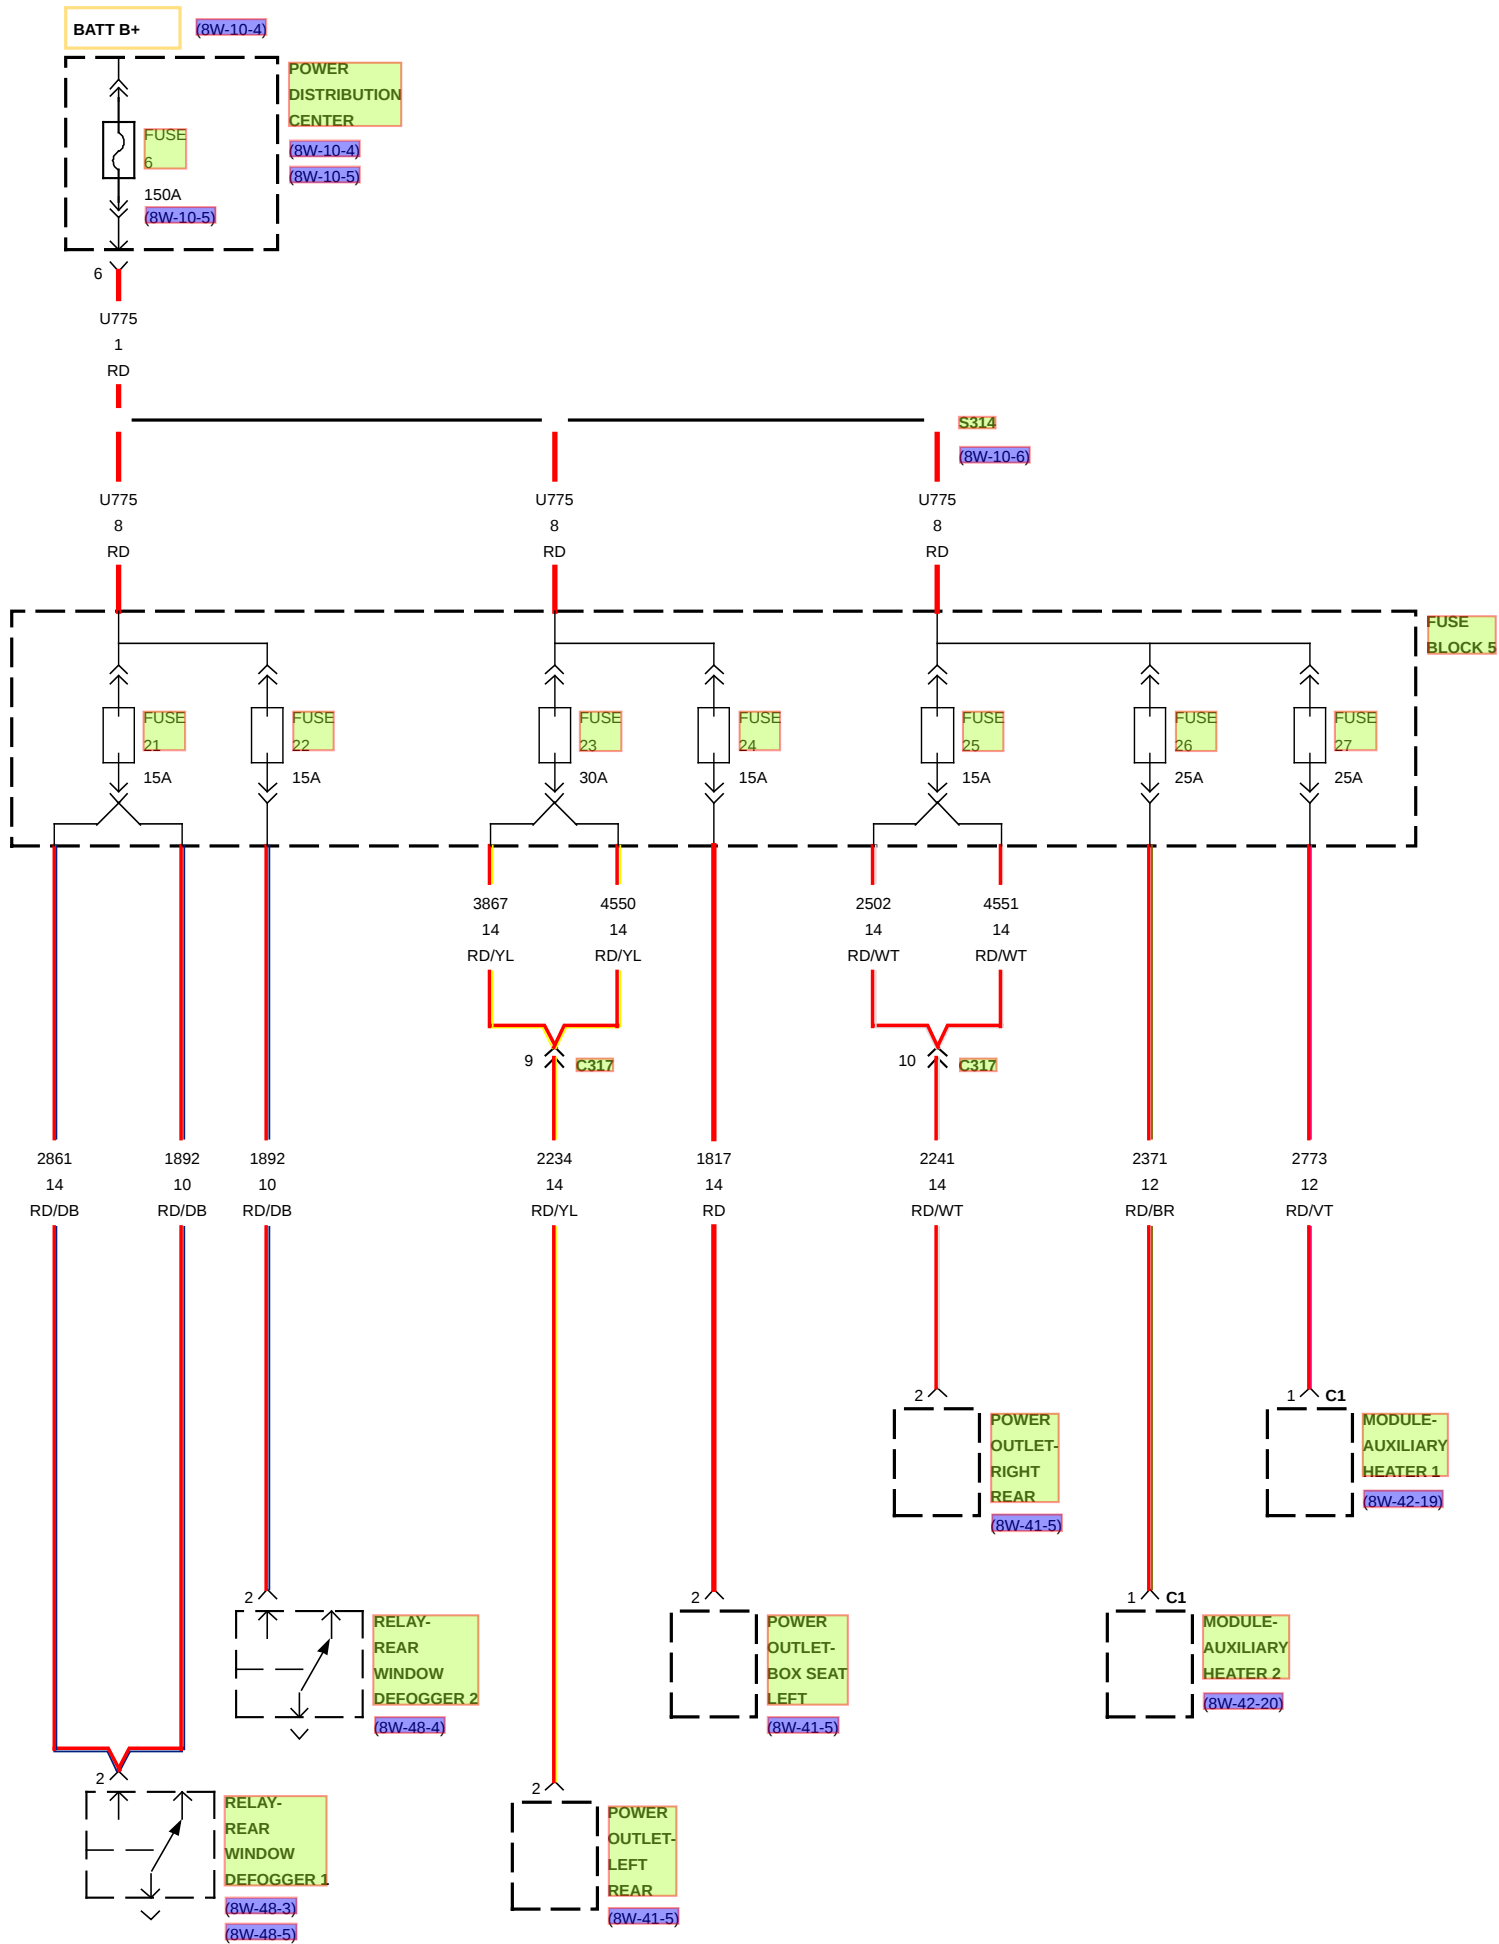 BATT B+
(8W-10-4)
POWER
DISTRIBUTION
CENTER
(8W-10-4)
(8W-10-5)
FUSE
6
150A
(8W-10-5)
6
U775
1
RD
S314
(8W-10-6)
U775
8
RD
U775
8
RD
U775
8
RD
FUSE
BLOCK 5
FUSE
21
15A
FUSE
22
15A
FUSE
23
30A
FUSE
24
15A
FUSE
25
15A
FUSE
26
25A
FUSE
27
25A
3867
14
RD/YL
4550
14
RD/YL
2502
14
RD/WT
4551
14
RD/WT
9
C317
10
C317
2861
14
RD/DB
1892
10
RD/DB
1892
10
RD/DB
2234
14
RD/YL
1817
14
RD
2241
14
RD/WT
2371
12
RD/BR
2773
12
RD/VT
2
POWER
OUTLET-
RIGHT
REAR
(8W-41-5)
1 C1
MODULE-
AUXILIARY
HEATER 1
(8W-42-19)
2
RELAY-
REAR
WINDOW
DEFOGGER 2
(8W-48-4)
2
POWER
OUTLET-
BOX SEAT
LEFT
(8W-41-5)
1 C1
MODULE-
AUXILIARY
HEATER 2
(8W-42-20)
2
RELAY-
REAR
WINDOW
DEFOGGER 1
(8W-48-3)
(8W-48-5)
2
POWER
OUTLET-
LEFT
REAR
(8W-41-5)